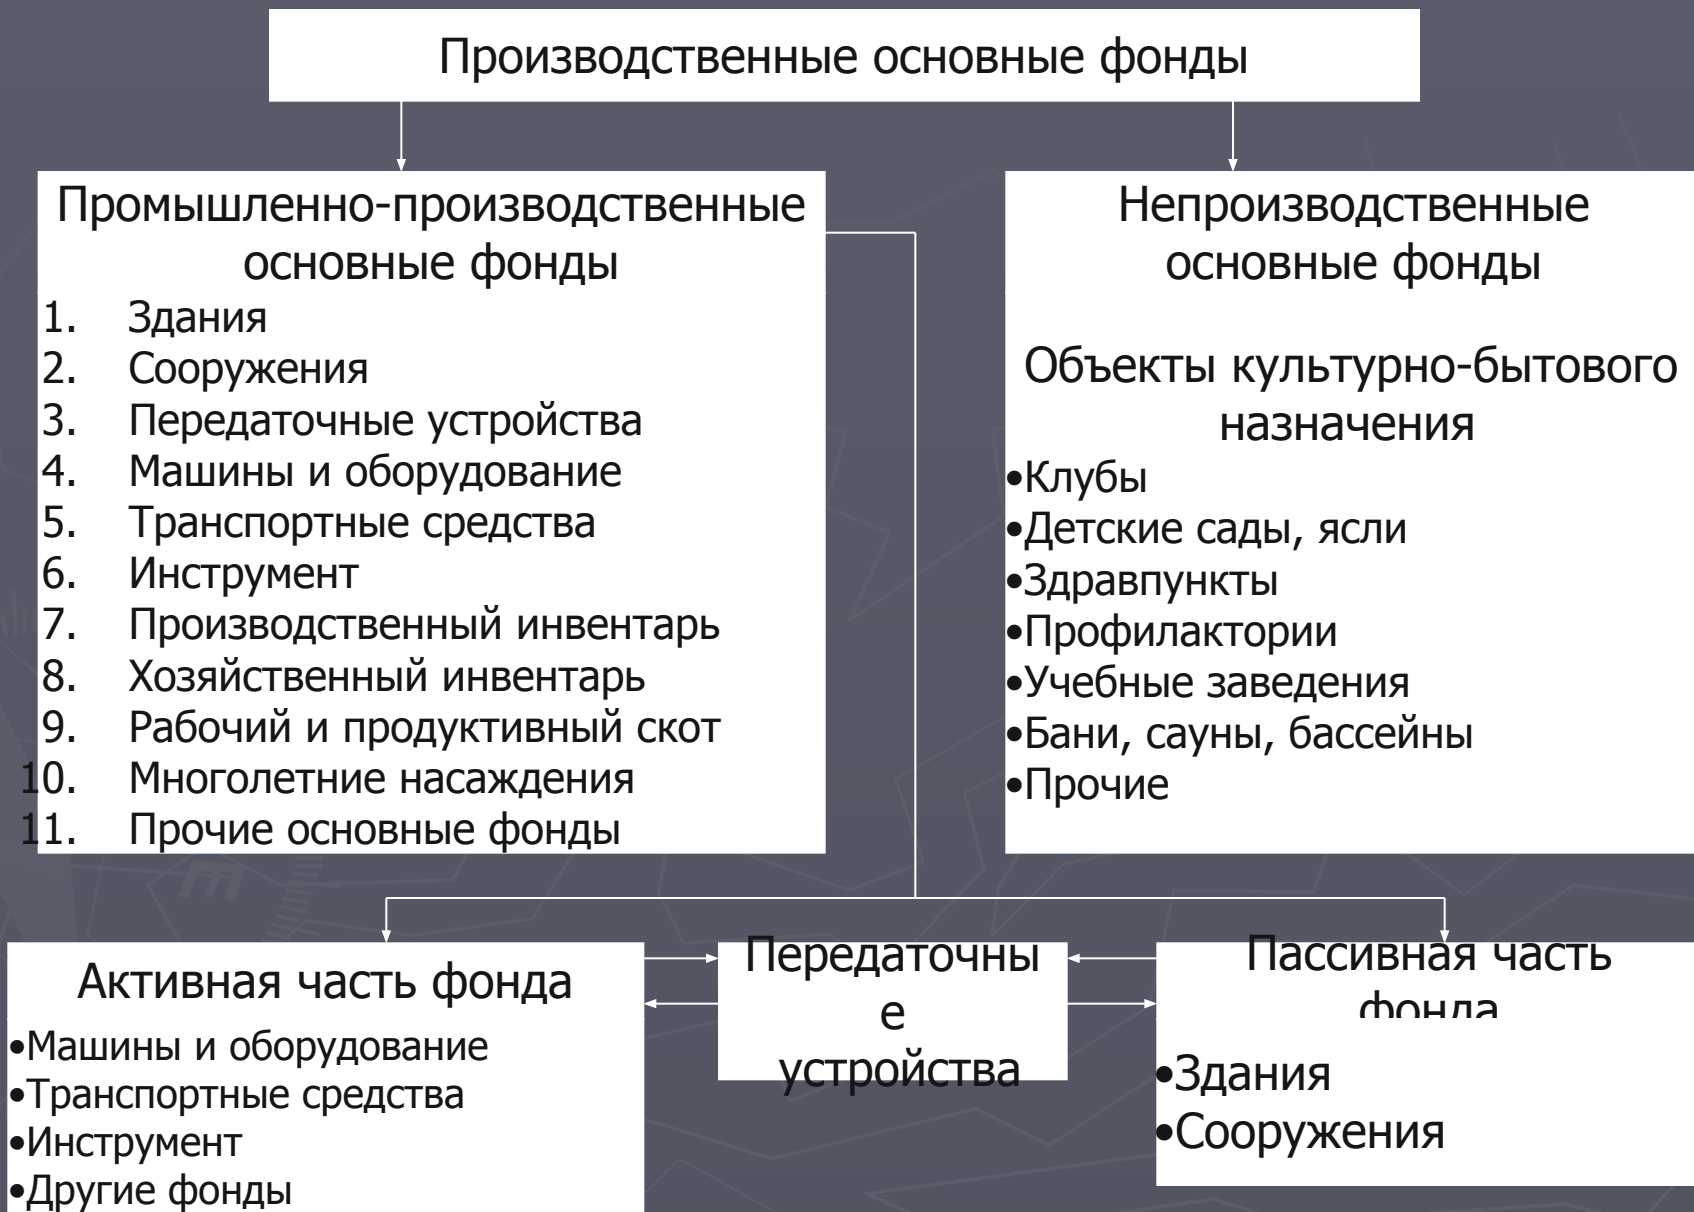 Производственные основные фонды
Промышленно-производственные
основные фонды
1. Здания
2. Сооружения
3. Передаточные устройства
4. Машины и оборудование
5. Транспортные средства
6. Инструмент
7. Производственный инвентарь
8. Хозяйственный инвентарь
9. Рабочий и продуктивный скот
10. Многолетние насаждения
11. Прочие основные фонды
Непроизводственные
основные фонды
Объекты культурно-бытового
назначения
•Клубы
•Детские сады, ясли
•Здравпункты
•Профилактории
•Учебные заведения
•Бани, сауны, бассейны
•Прочие
Активная часть фонда
•Машины и оборудование
•Транспортные средства
•Инструмент
•Другие фонды
Передаточны
е
устройства
Пассивная часть
фонда
•Здания
•Сооружения